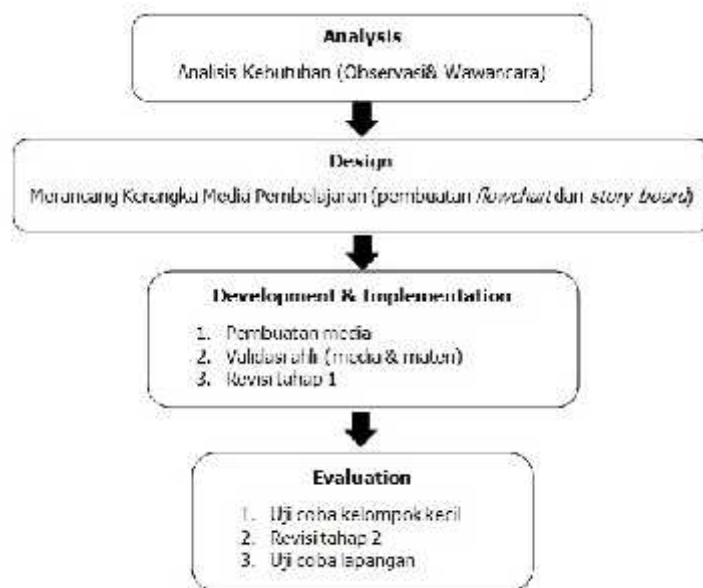 Analysis
Analisis Kebutuhan (Observasi& Wawancara)
Design
Merancang Kerangka Media Pembelajaran (pembuatan flowchart dan story board)
Development & Implementation
1. Pembuatan media
2. Validasi ahli (media & materi)
3. Revisi tahap 1
Evaluation
1. Uji coba kelompok kecil
2. Revisi tahap 2
3. Uji coba lapangan